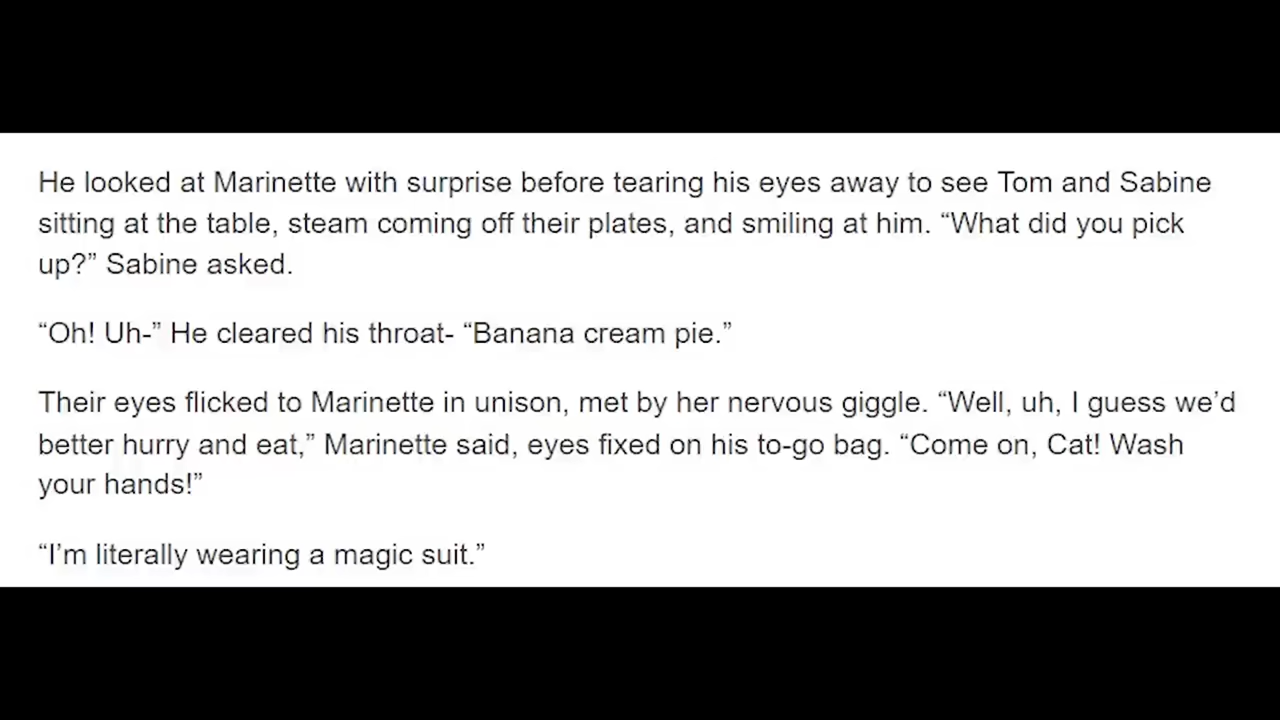 He looked at Marinette with surprise before tearing his eyes away to see Tom and Sabine
sitting at the table, steam coming off their plates, and smiling at him. “What did you pick
up?” Sabine asked.
“Oh! Uh-” He cleared his throat- “Banana cream pie.”
Their eyes flicked to Marinette in unison, met by her nervous giggle. “Well, uh, I guess we’d
better hurry and eat,” Marinette said, eyes fixed on his to-go bag. “Come on, Cat! Wash
your hands!”
“I’m literally wearing a magic suit.”